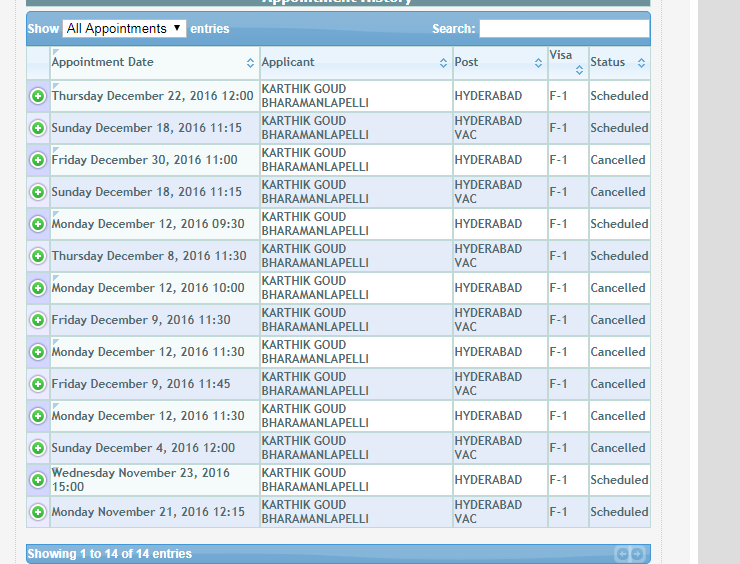 Appointment History
Show All Appointments entries Search:
Appointment Date Applicant Post Visa Status
Thursday December 22, 2016 12:00 KARTHIK GOUD BHARAMANLAPELLI HYDERABAD F-1 Scheduled
Sunday December 18, 2016 11:15 KARTHIK GOUD BHARAMANLAPELLI HYDERABAD VAC F-1 Scheduled
Friday December 30, 2016 11:00 KARTHIK GOUD BHARAMANLAPELLI HYDERABAD F-1 Cancelled
Sunday December 18, 2016 11:15 KARTHIK GOUD BHARAMANLAPELLI HYDERABAD VAC F-1 Cancelled
Monday December 12, 2016 09:30 KARTHIK GOUD BHARAMANLAPELLI HYDERABAD F-1 Scheduled
Thursday December 8, 2016 11:30 KARTHIK GOUD BHARAMANLAPELLI HYDERABAD VAC F-1 Scheduled
Monday December 12, 2016 10:00 KARTHIK GOUD BHARAMANLAPELLI HYDERABAD F-1 Cancelled
Friday December 9, 2016 11:30 KARTHIK GOUD BHARAMANLAPELLI HYDERABAD VAC F-1 Cancelled
Monday December 12, 2016 11:30 KARTHIK GOUD BHARAMANLAPELLI HYDERABAD F-1 Cancelled
Friday December 9, 2016 11:45 KARTHIK GOUD BHARAMANLAPELLI HYDERABAD VAC F-1 Cancelled
Monday December 12, 2016 11:30 KARTHIK GOUD BHARAMANLAPELLI HYDERABAD F-1 Cancelled
Sunday December 4, 2016 12:00 KARTHIK GOUD BHARAMANLAPELLI HYDERABAD VAC F-1 Cancelled
Wednesday November 23, 2016 15:00 KARTHIK GOUD BHARAMANLAPELLI HYDERABAD F-1 Scheduled
Monday November 21, 2016 12:15 KARTHIK GOUD BHARAMANLAPELLI HYDERABAD VAC F-1 Scheduled
Showing 1 to 14 of 14 entries